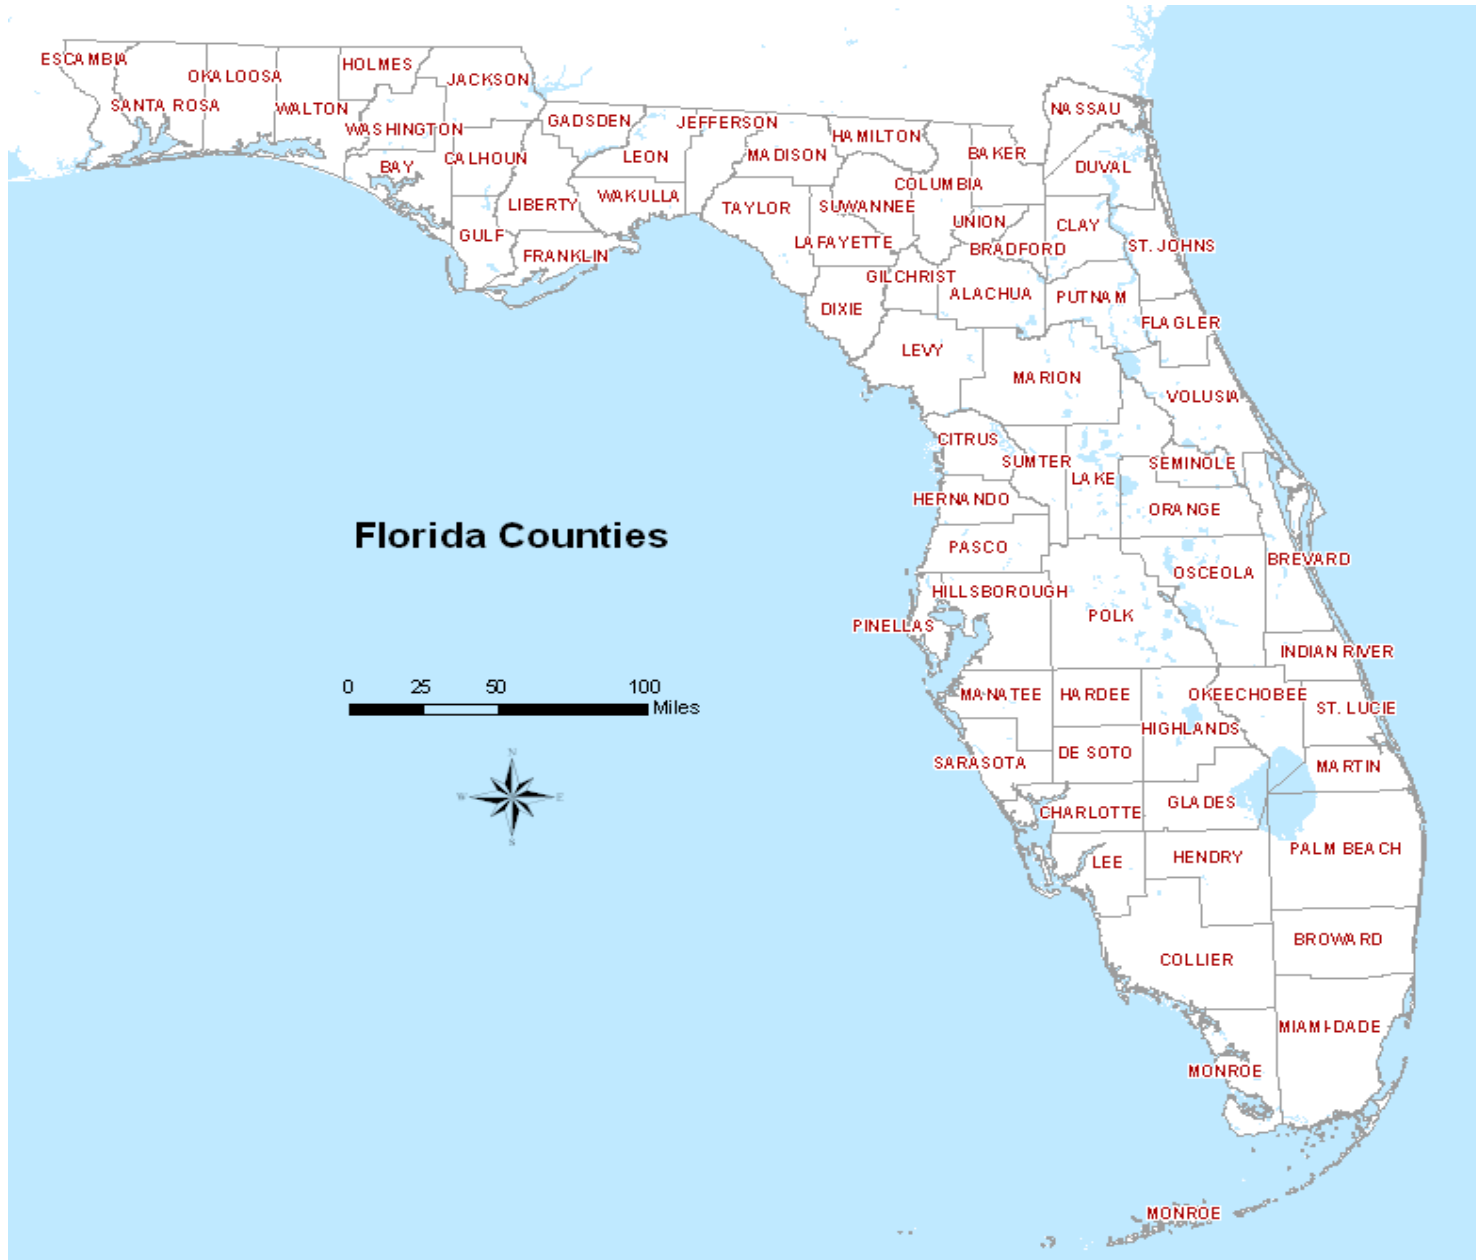 ESCAMBIA
HOLMES
OKALOOSA
JACKSON
SANTA ROSA
WALTON
NASSAU
GADSDEN
JEFFERSON
WASHINGTON
HAMILTON
CALHOUN
LEON
MADISON
BAKER
BAY
DUVAL
COLUMBIA
WAKULLA
LIBERTY
TAYLOR
SUWANNEE
UNION
CLAY
GULF
LAFAYETTE
BRADFORD
ST. JOHNS
FRANKLIN
GILCHRIST
ALACHUA
PUTNAM
DIXIE
FLAGLER
LEVY
MARION
VOLUSIA
CITRUS
SUMTER
SEMINOLE
LAKE
HERNANDO
ORANGE
Florida Counties
PASCO
BREVARD
OSCEOLA
HILLSBOROUGH
POLK
PINELLAS
INDIAN RIVER
0 25 50 100
Miles
MANATEE
HARDEE
OKEECHOBEE
ST. LUCIE
HIGHLANDS
DE SOTO
SARASOTA
MARTIN
N
W E
S
GLADES
CHARLOTTE
PALM BEACH
LEE
HENDRY
BROWARD
COLLIER
MIAMI-DADE
MONROE
MONROE